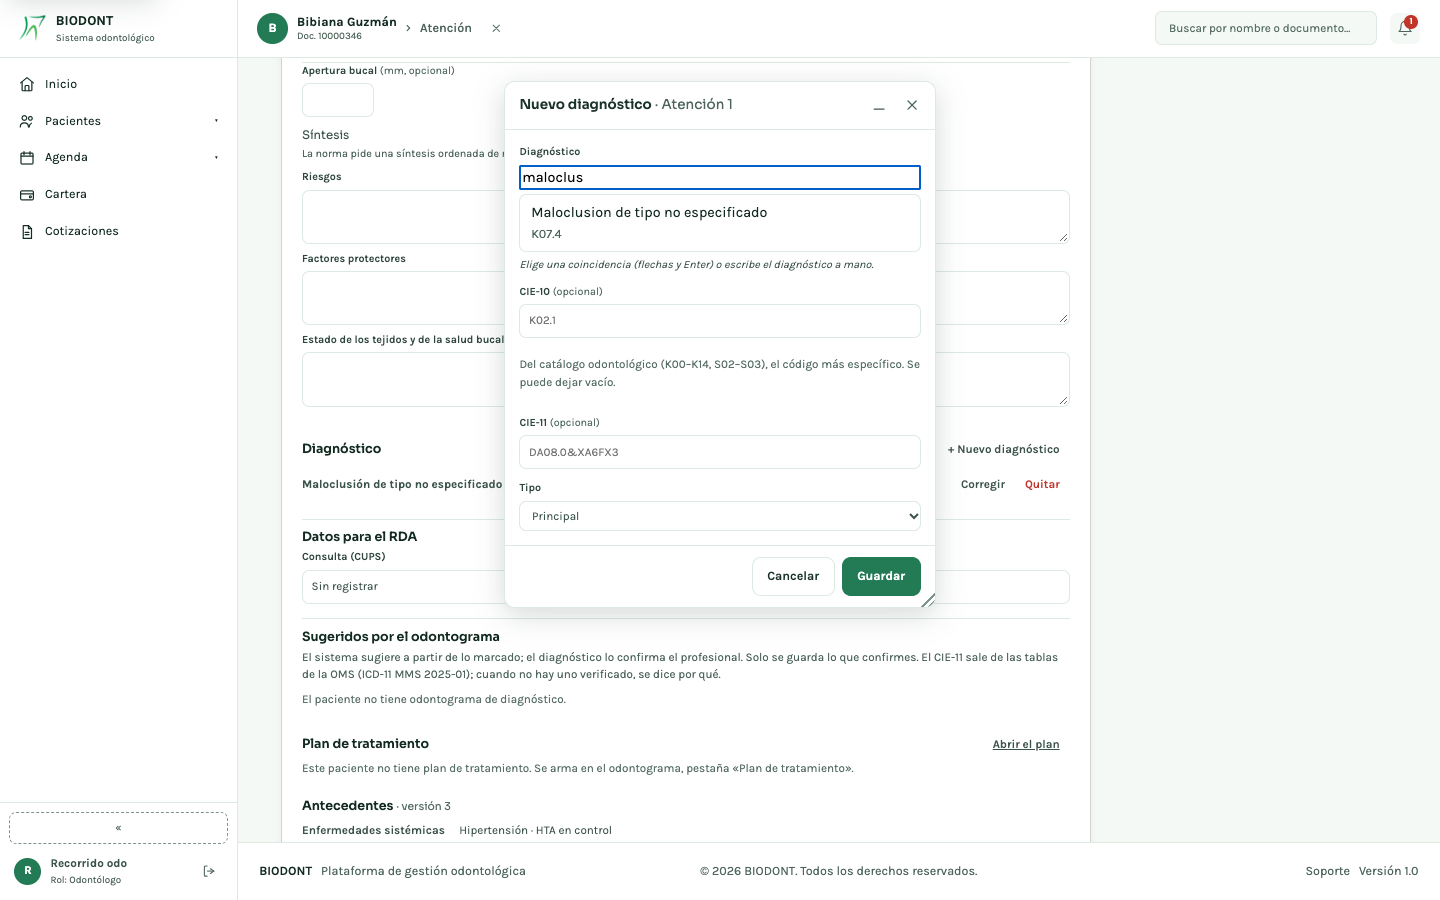 BIODONT
Sistema odontológico
Inicio
Pacientes
Agenda
Cartera
Cotizaciones
«
R
Recorrido odo
Rol: Odontólogo
B
Bibiana Guzmán
Doc. 10000346
› Atención ×
Buscar por nombre o documento...
1
Apertura bucal (mm, opcional)
Síntesis
La norma pide una síntesis ordenada de
Riesgos
Factores protectores
Estado de los tejidos y de la salud bucal
Diagnóstico
+ Nuevo diagnóstico
Maloclusión de tipo no especificado
Corregir Quitar
Datos para el RDA
Consulta (CUPS)
Sin registrar
Sugeridos por el odontograma
El sistema sugiere a partir de lo marcado; el diagnóstico lo confirma el profesional. Solo se guarda lo que confirmes. El CIE-11 sale de las tablas
de la OMS (ICD-11 MMS 2025-01); cuando no hay uno verificado, se dice por qué.
El paciente no tiene odontograma de diagnóstico.
Plan de tratamiento
Abrir el plan
Este paciente no tiene plan de tratamiento. Se arma en el odontograma, pestaña «Plan de tratamiento».
Antecedentes · versión 3
Enfermedades sistémicas Hipertensión · HTA en control
Nuevo diagnóstico · Atención 1
Diagnóstico
maloclus
Maloclusion de tipo no especificado
K07.4
Elige una coincidencia (flechas y Enter) o escribe el diagnóstico a mano.
CIE-10 (opcional)
K02.1
Del catálogo odontológico (K00–K14, S02–S03), el código más específico. Se
puede dejar vacío.
CIE-11 (opcional)
DA08.0&XA6FX3
Tipo
Principal
Cancelar
Guardar
BIODONT Plataforma de gestión odontológica
© 2026 BIODONT. Todos los derechos reservados.
Soporte Versión 1.0